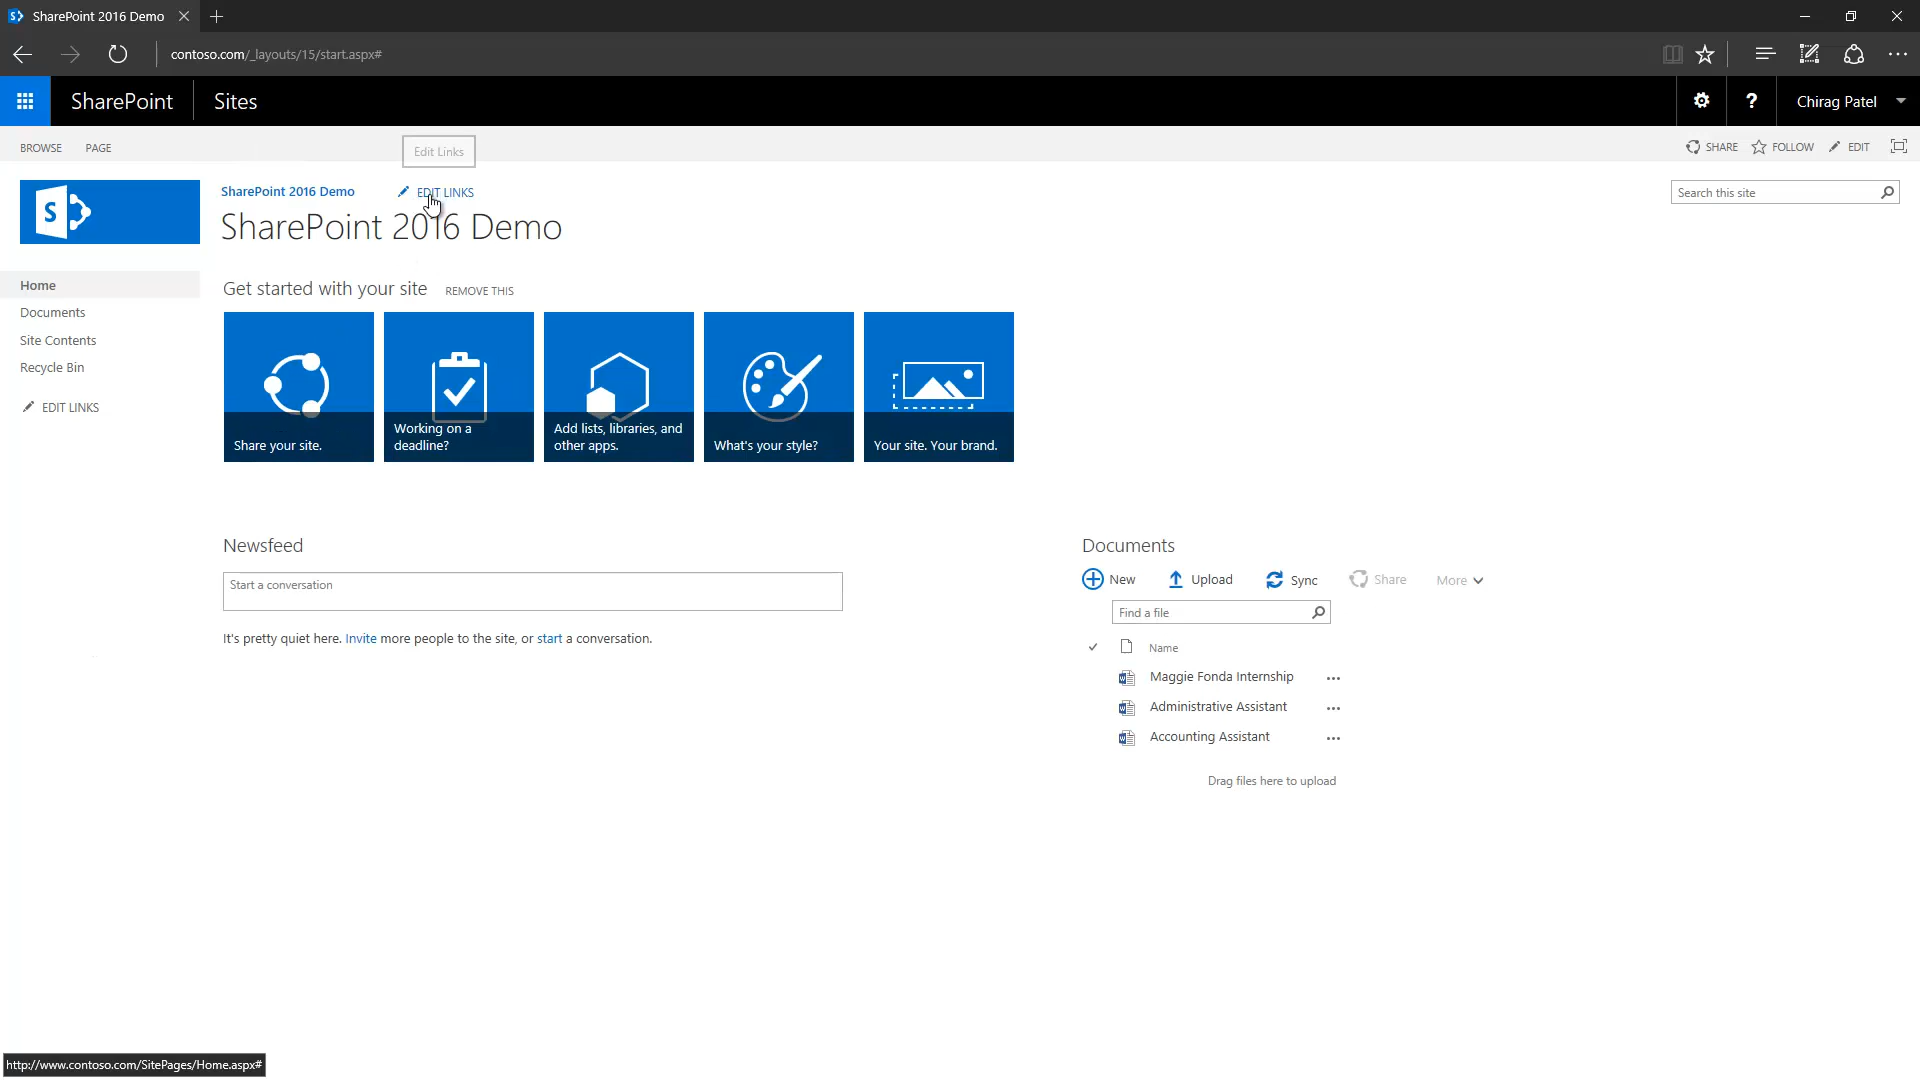 SharePoint 2016 Demo
contoso.com/_layouts/15/start.aspx#
SharePoint
Sites
?
Chirag Patel
BROWSE
PAGE
Edit Links
SHARE
FOLLOW
EDIT
S
SharePoint 2016 Demo
EDIT LINKS
SharePoint 2016 Demo
Search this site
Home
Documents
Site Contents
Recycle Bin
EDIT LINKS
Get started with your site
REMOVE THIS
Share your site.
Working on a
deadline?
Add lists, libraries, and
other apps.
What's your style?
Your site. Your brand.
Newsfeed
Start a conversation
It's pretty quiet here. Invite more people to the site, or start a conversation.
Documents
New
Upload
Sync
Share
More
Find a file
Name
Maggie Fonda Internship
Administrative Assistant
Accounting Assistant
Drag files here to upload
http://www.contoso.com/SitePages/Home.aspx#